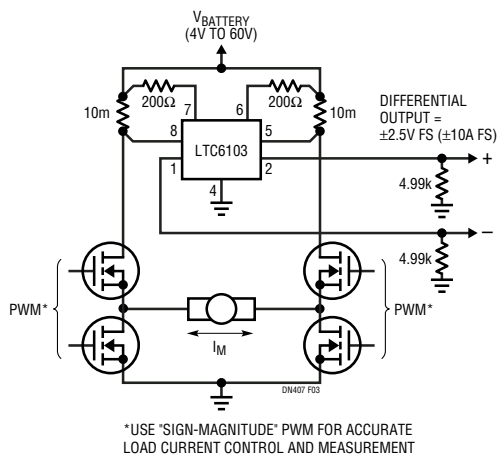 VBATTERY
(4V TO 60V)
200Ω
200Ω
10m
10m
7
6
8
5
LTC6103
1
2
4
DIFFERENTIAL
OUTPUT =
±2.5V FS (±10A FS)
+
4.99k
–
4.99k
PWM*
PWM*
IM
DN407 F03
*USE "SIGN-MAGNITUDE" PWM FOR ACCURATE
LOAD CURRENT CONTROL AND MEASUREMENT